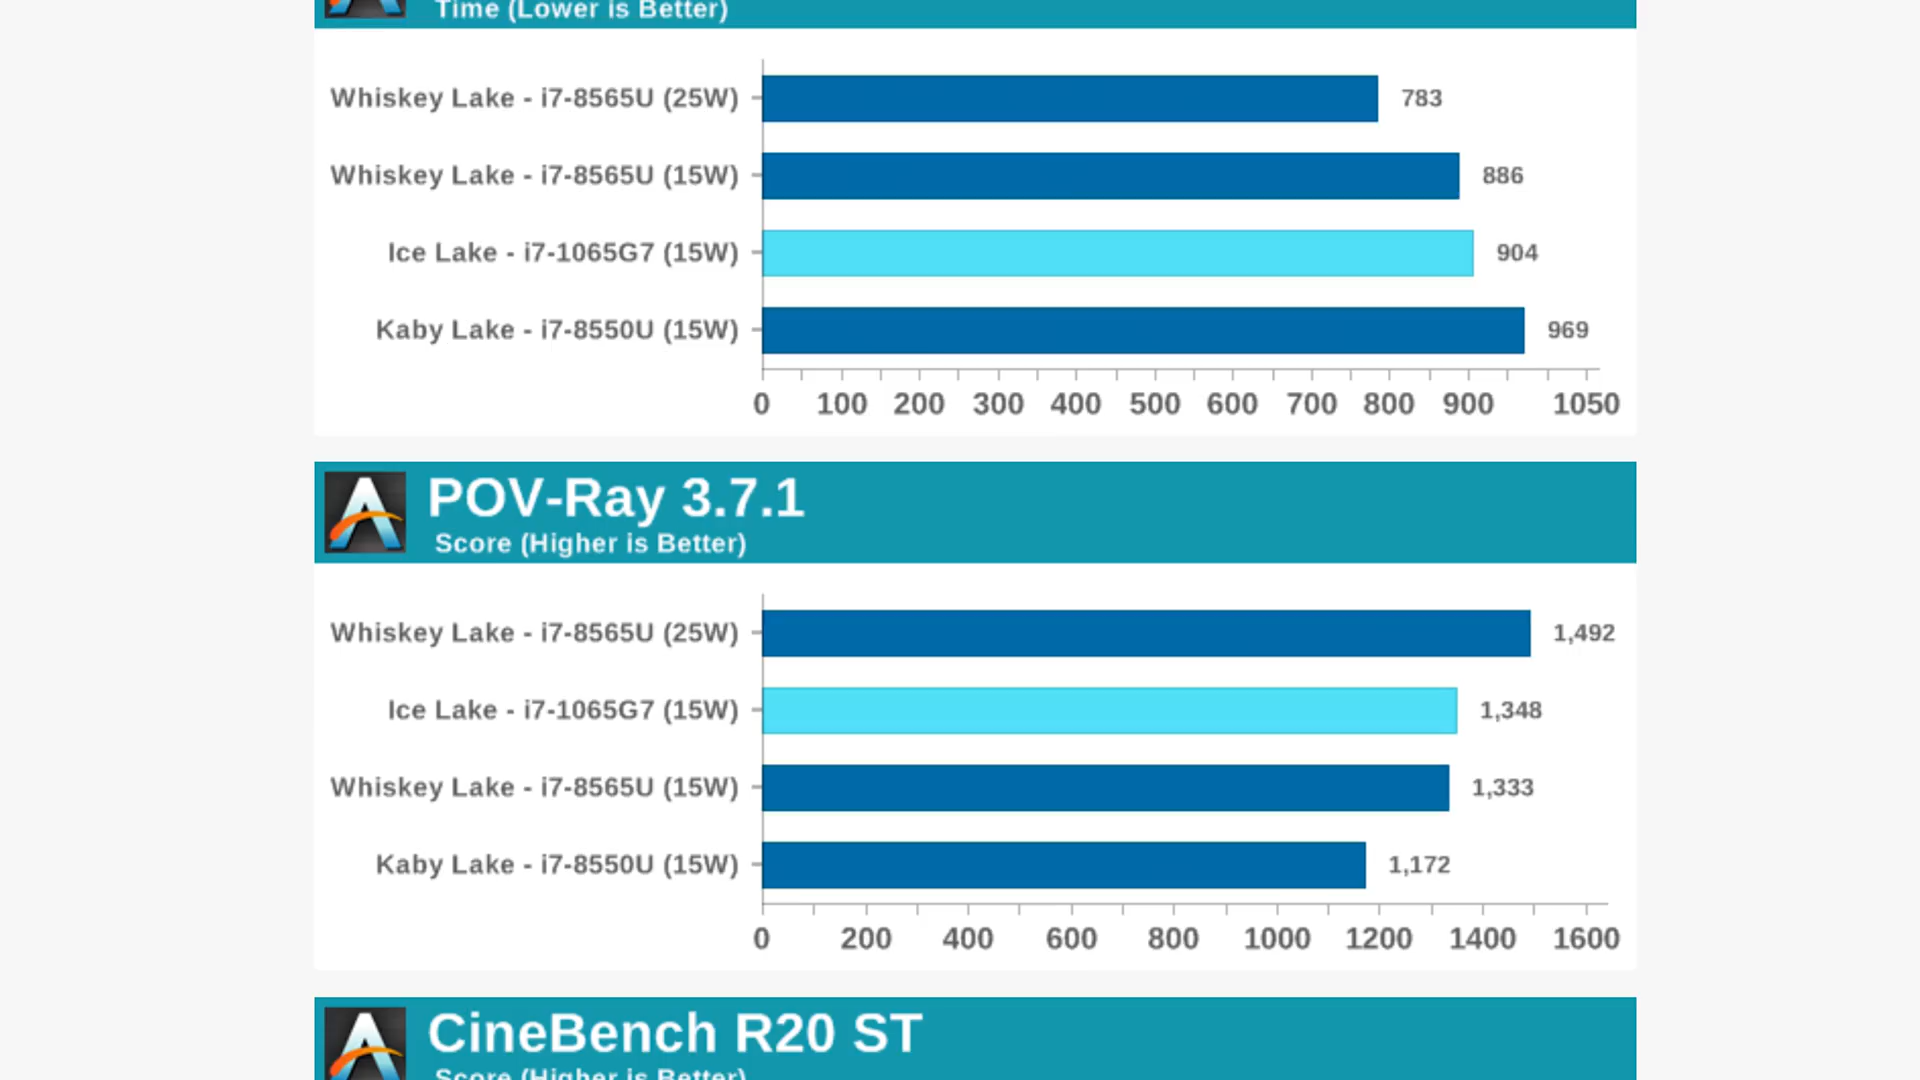 Time (Lower is Better)
Whiskey Lake - i7-8565U (25W) 783
Whiskey Lake - i7-8565U (15W) 886
Ice Lake - i7-1065G7 (15W) 904
Kaby Lake - i7-8550U (15W) 969
0 100 200 300 400 500 600 700 800 900 1050
POV-Ray 3.7.1
Score (Higher is Better)
Whiskey Lake - i7-8565U (25W) 1,492
Ice Lake - i7-1065G7 (15W) 1,348
Whiskey Lake - i7-8565U (15W) 1,333
Kaby Lake - i7-8550U (15W) 1,172
0 200 400 600 800 1000 1200 1400 1600
CineBench R20 ST
Score (Higher is Better)